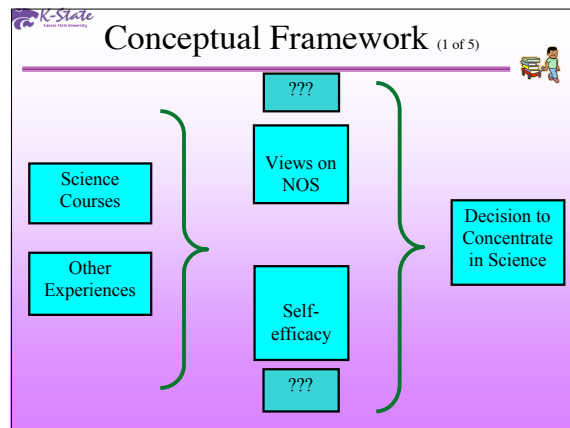 K-State
Kansas State University
Conceptual Framework (1 of 5)
Science
Courses
Other
Experiences
???
Views on
NOS
Self-
efficacy
???
Decision to
Concentrate
in Science